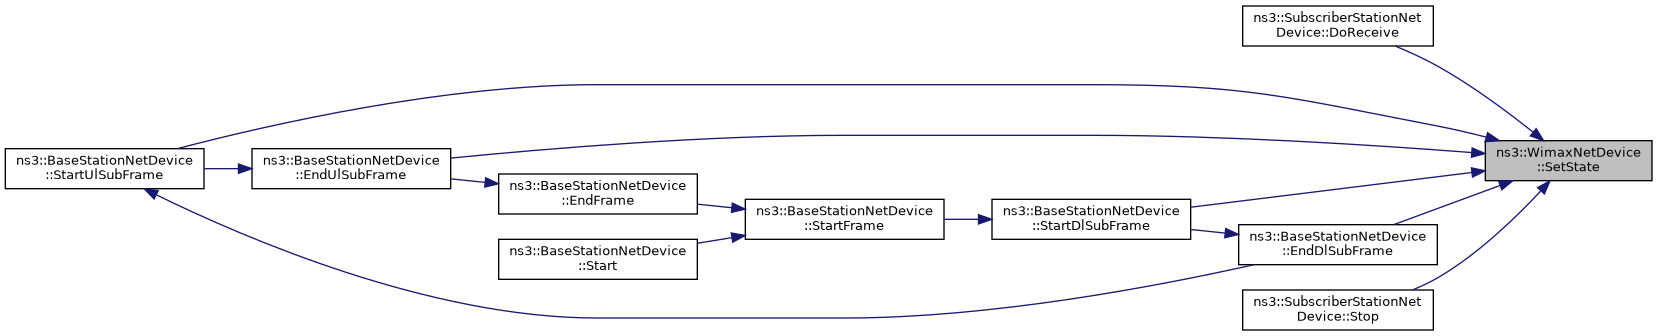 ns3::SubscriberStationNet
Device::DoReceive
ns3::WimaxNetDevice
::SetState
ns3::BaseStationNetDevice
::StartUlSubFrame
ns3::BaseStationNetDevice
::EndUlSubFrame
ns3::BaseStationNetDevice
::EndFrame
ns3::BaseStationNetDevice
::StartFrame
ns3::BaseStationNetDevice
::StartDlSubFrame
ns3::BaseStationNetDevice
::EndDlSubFrame
ns3::BaseStationNetDevice
::Start
ns3::SubscriberStationNet
Device::Stop